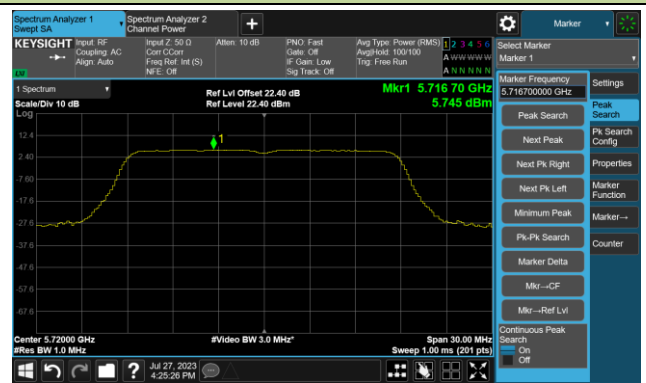 Spectrum Analyzer 1
Swept SA
Spectrum Analyzer 2
Channel Power
+
Marker
KEYSIGHT
Input: RF
Coupling: AC
Align: Auto
Input Z: 50 Ω
Corr CCorr
Freq Ref: Int (S)
NFE: Off
Atten: 10 dB
PNO: Fast
Gate: Off
IF Gain: Low
Sig Track: Off
Avg Type: Power (RMS)
Avg|Hold: 100/100
Trig: Free Run
1 2 3 4 5 6
A W W W W W
A N N N N N
LW
Select Marker
Marker 1
1 Spectrum
Scale/Div 10 dB
Log
Ref Lvl Offset 22.40 dB
Ref Level 22.40 dBm
Mkr1 5.716 70 GHz
5.745 dBm
1
12.4
2.40
-7.60
-17.6
-27.6
-37.6
-47.6
-57.6
-67.6
Center 5.72000 GHz
#Res BW 1.0 MHz
#Video BW 3.0 MHz*
Span 30.00 MHz
Sweep 1.00 ms (201 pts)
Marker Frequency
5.716700000 GHz
Peak Search
Next Peak
Next Pk Right
Next Pk Left
Minimum Peak
Pk-Pk Search
Marker Delta
Mkr→CF
Mkr→Ref Lvl
Continuous Peak
Search
On
Off
Settings
Peak
Search
Pk Search
Config
Properties
Marker
Function
Marker→
Counter
?
Jul 27, 2023
4:25:26 PM